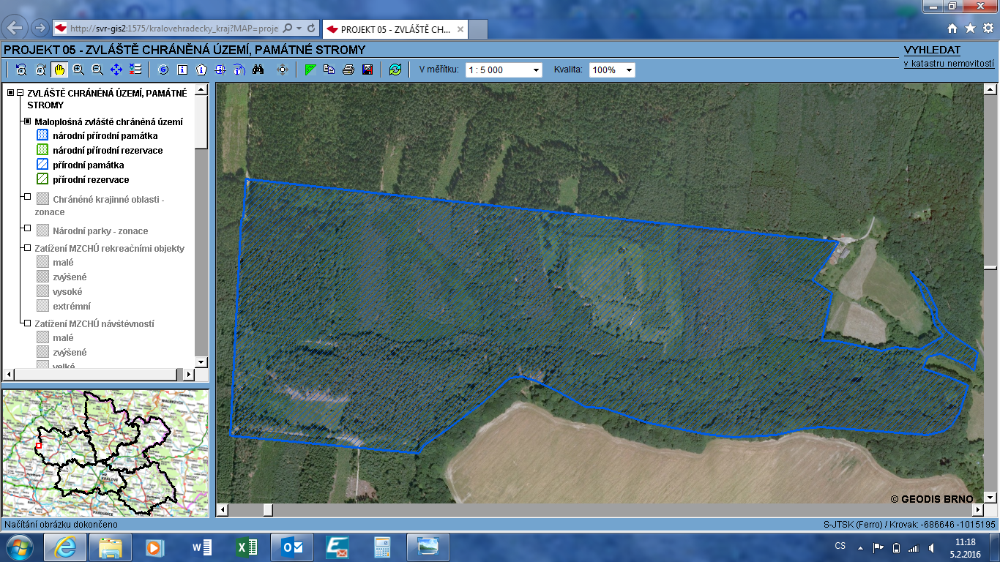 http://svr-gis2:1575/kralovehradecky_kraj?MAP=proje
PROJEKT 05 - ZVLÁŠTĚ CH...
PROJEKT 05 - ZVLÁŠTĚ CHRÁNĚNÁ ÚZEMÍ, PAMÁTNÉ STROMY
VYHLEDAT
v katastru nemovitostí
V měřítku: 1 : 5 000 Kvalita: 100%
ZVLÁŠTĚ CHRÁNĚNÁ ÚZEMÍ, PAMÁTNÉ
STROMY
Maloplošná zvláště chráněná území
národní přírodní památka
národní přírodní rezervace
přírodní památka
přírodní rezervace
Chráněné krajinné oblasti -
zonace
Národní parky - zonace
Zatížení MZCHÚ rekreačními objekty
malé
zvýšené
vysoké
extrémní
Zatížení MZCHÚ návštěvností
malé
zvýšené
velké
© GEODIS BRNO
Načítání obrázku dokončeno
S-JTSK (Ferro) / Krovak: -686646 -1015195
CS
11:18
5.2.2016